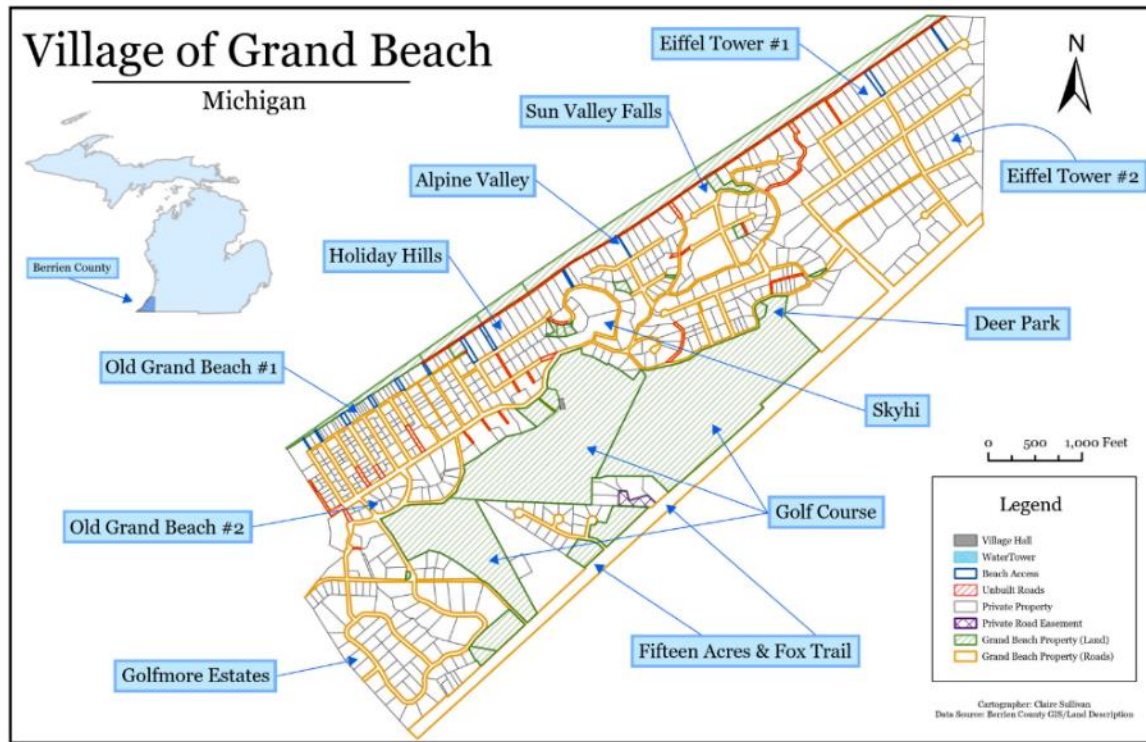 Village of Grand Beach
Michigan
N
Eiffel Tower #1
Sun Valley Falls
Eiffel Tower #2
Alpine Valley
Holiday Hills
Berrien County
Deer Park
Old Grand Beach #1
Skyhi
0 500 1,000 Feet
Golf Course
Old Grand Beach #2
Fifteen Acres & Fox Trail
Golfmore Estates
Legend
Village Hall
WaterTower
Beach Access
Unbuilt Roads
Private Property
Private Road Easement
Grand Beach Property (Land)
Grand Beach Property (Roads)
Cartographer: Claire Sullivan
Data Source: Berrien County GIS/Land Description